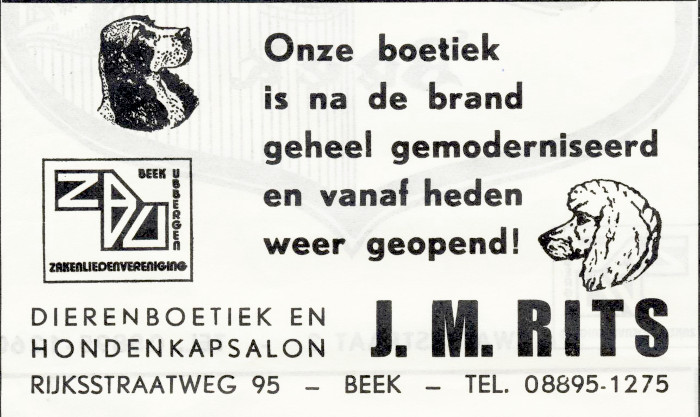 Onze boetiek
is na de brand
geheel gemoderniseerd
en vanaf heden
weer geopend!
ZBU
BEEK
UBBERGEN
ZAKENLIEDENVERENIGING
DIERENBOETIEK EN
HONDENKAPSALON
J. M. RITS
RIJKSSTRAATWEG 95 – BEEK – TEL. 08895-1275